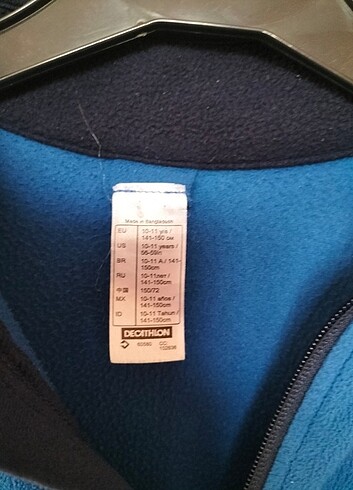 Made in Bangladesh
EU 10-11 yrs /
141-150 см
US 10-11 years /
56-59in
BR 10-11 A / 141-
150cm
RU 10-11лет /
141-150cm
中国 150/72
MX 10-11 años /
141-150cm
ID 10-11 Tahun /
141-150cm
DECATHLON
CC